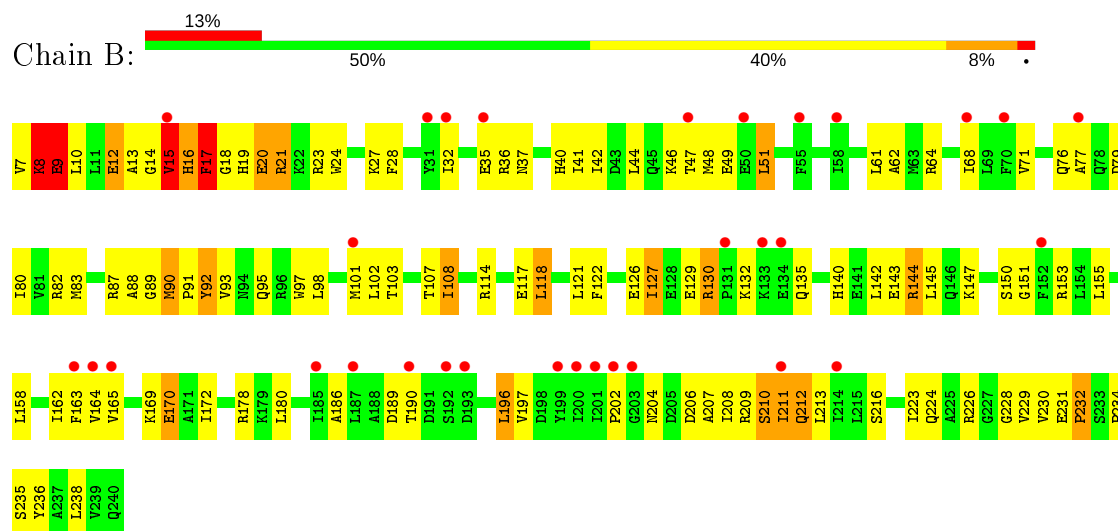 13%
Chain B:
50% 40% 8% •
V7 K8 E9 L10 L11 E12 A13 G14 V15 H16 F17 G18 H19 E20 R21 K22 R23 W24 K27 F28 Y31 I32 E35 R36 N37 H40 I41 I42 D43 L44 Q45 K46 T47 M48 E49 E50 L51 F55 I58 L61 A62 M63 R64 I68 L69 F70 V71 Q76 A77 Q78 D79
I80 V81 R82 M83 R87 A88 G89 M90 P91 Y92 V93 N94 Q95 R96 W97 L98 M101 L102 T103 T107 I108 R114 E117 L118 L121 F122 E126 I127 E128 E129 R130 P131 K132 K133 E134 Q135 H140 E141 L142 E143 R144 L145 Q146 K147 S150 G151 F152 R153 L154 L155
L158 I162 F163 V164 V165 K169 E170 A171 I172 R178 K179 L180 I185 A186 L187 A188 D189 T190 D191 S192 D193 L196 V197 D198 Y199 I200 I201 P202 G203 N204 D205 D206 A207 I208 R209 S210 I211 Q212 L213 I214 L215 S216 I223 Q224 A225 R226 G227 G228 V229 V230 E231 P232 S233 P234
S235 Y236 A237 L238 V239 Q240